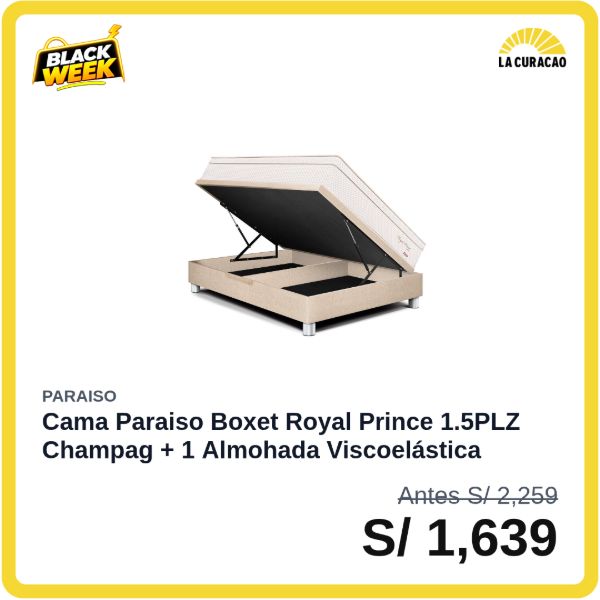 BLACK
WEEK
LA CURACAO
PARAISO
Cama Paraiso Boxet Royal Prince 1.5PLZ
Champag + 1 Almohada Viscoelástica
Antes S/ 2,259
S/ 1,639